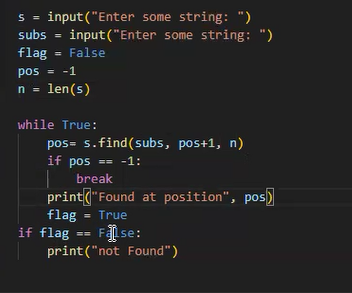 s = input("Enter some string: ")
subs = input("Enter some string: ")
flag = False
pos = -1
n = len(s)
while True:
pos= s.find(subs, pos+1, n)
if pos == -1:
break
print("Found at position", pos)
flag = True
if flag == False:
print("not Found")